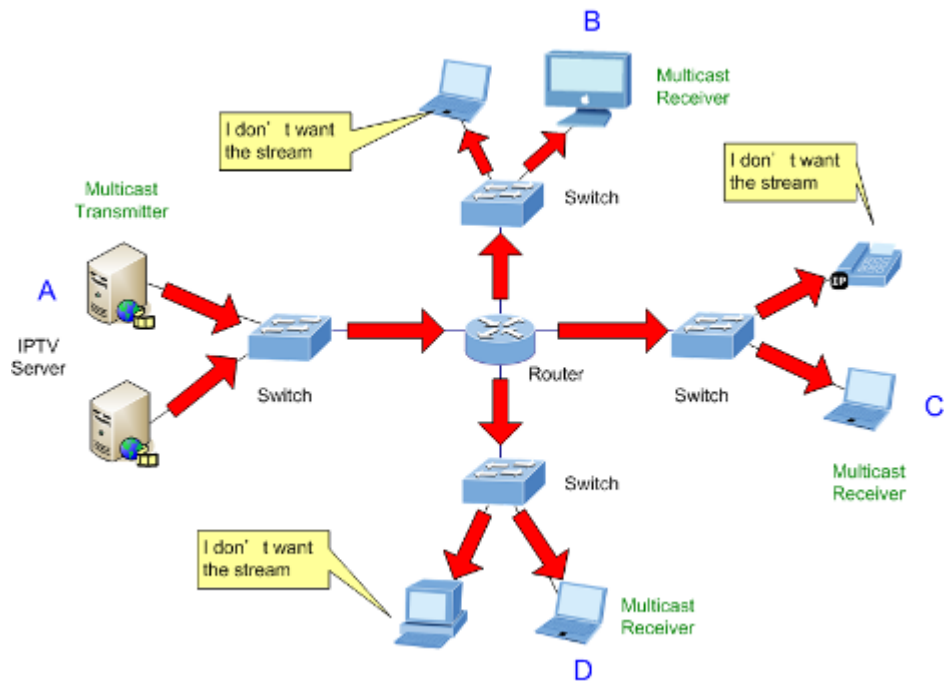 B
Multicast
Receiver
I don' t want
the stream
I don' t want
the stream
Switch
Multicast
Transmitter
A
IPTV
Server
Switch
Router
Switch
C
Multicast
Receiver
Switch
I don' t want
the stream
Multicast
Receiver
D
IP